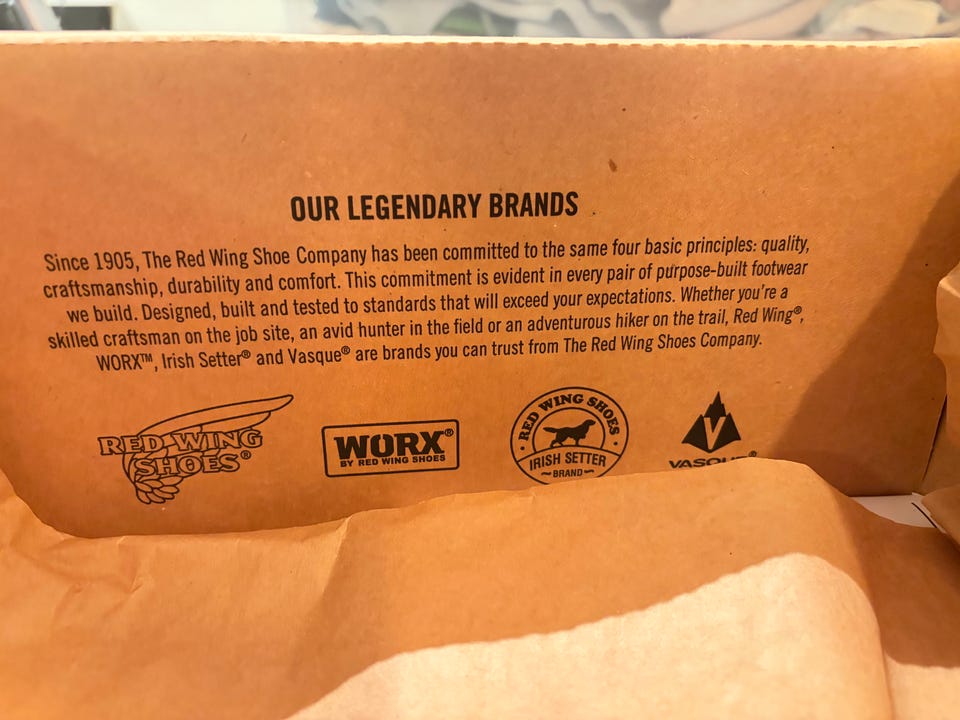 OUR LEGENDARY BRANDS
Since 1905, The Red Wing Shoe Company has been committed to the same four basic principles: quality,
craftsmanship, durability and comfort. This commitment is evident in every pair of purpose-built footwear
we build. Designed, built and tested to standards that will exceed your expectations. Whether you're a
skilled craftsman on the job site, an avid hunter in the field or an adventurous hiker on the trail, Red Wing®,
WORX™, Irish Setter® and Vasque® are brands you can trust from The Red Wing Shoes Company.
RED WING
SHOES®
WORX®
BY RED WING SHOES
RED WING SHOES
IRISH SETTER
~BRAND~
V
VASQUE®